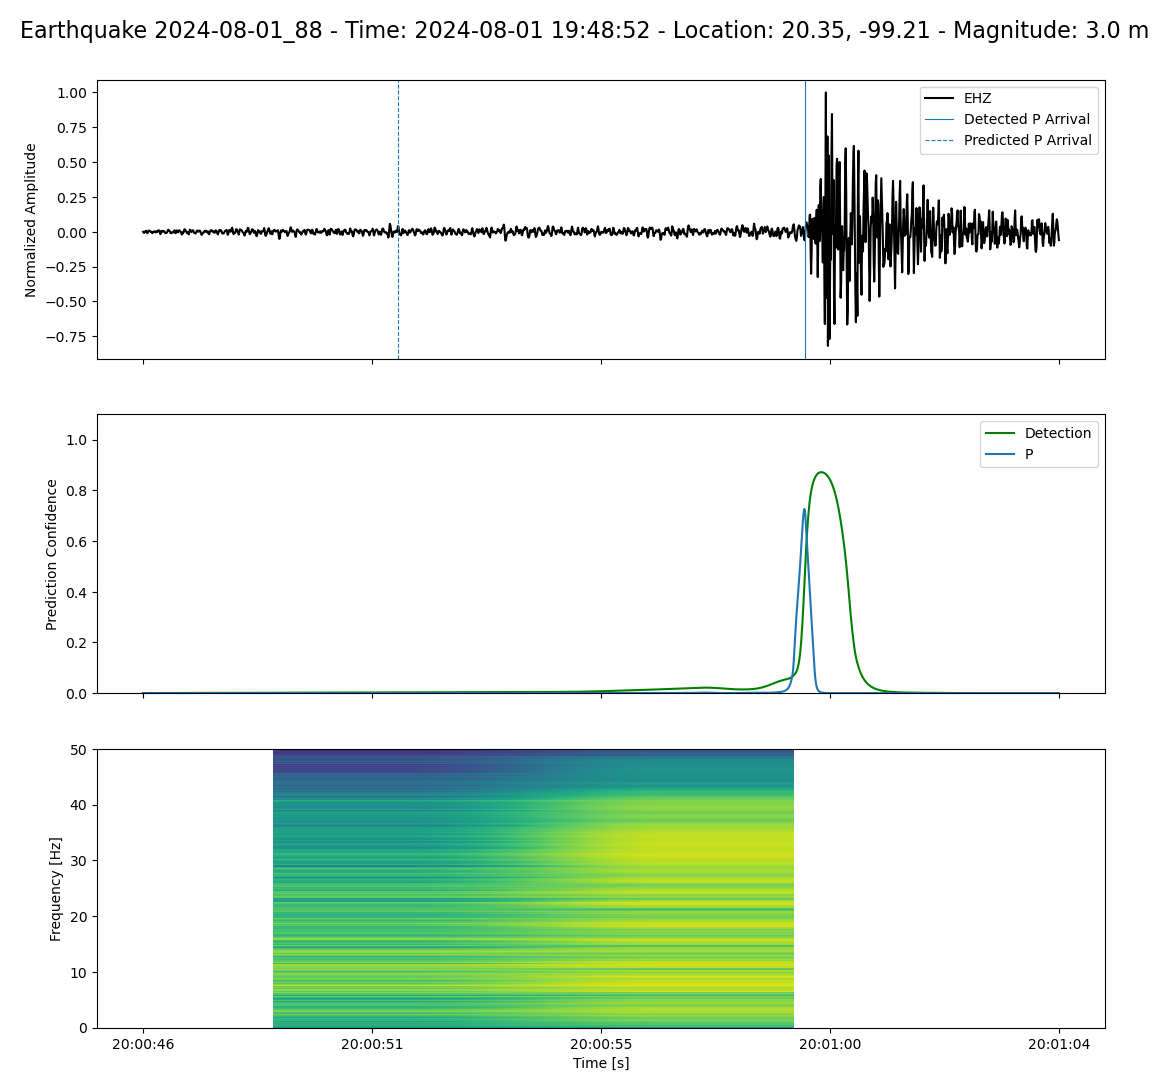 Earthquake 2024-08-01_88 - Time: 2024-08-01 19:48:52 - Location: 20.35, -99.21 - Magnitude: 3.0 m
1.00
0.75
0.50
0.25
0.00
−0.25
−0.50
−0.75
Normalized Amplitude
EHZ
Detected P Arrival
Predicted P Arrival
1.0
0.8
0.6
0.4
0.2
0.0
Prediction Confidence
Detection
P
50
40
30
20
10
0
Frequency [Hz]
20:00:46 20:00:51 20:00:55 20:01:00 20:01:04
Time [s]